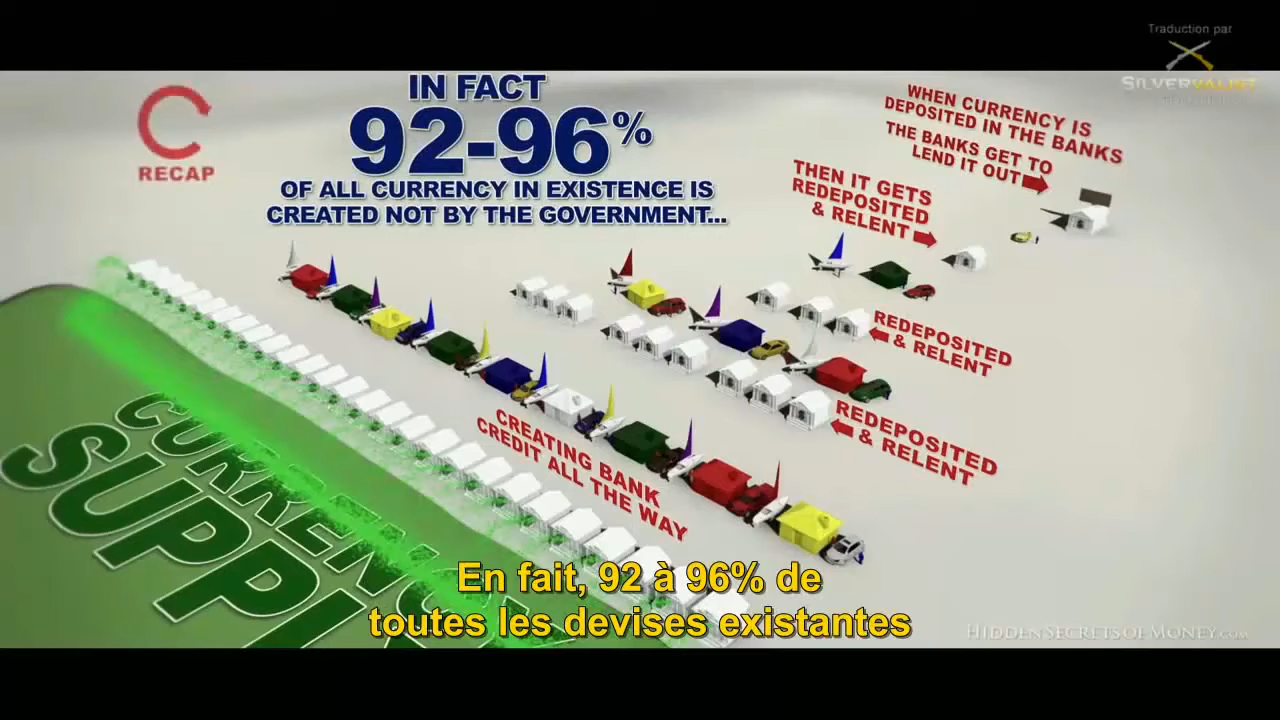 Traduction par
SILVERVALIST
RECAP
IN FACT
92-96%
OF ALL CURRENCY IN EXISTENCE IS
CREATED NOT BY THE GOVERNMENT...
WHEN CURRENCY IS
DEPOSITED IN THE BANKS
THE BANKS GET TO
LEND IT OUT
THEN IT GETS
REDEPOSITED
& RELENT
REDEPOSITED
& RELENT
REDEPOSITED
& RELENT
CREATING BANK
CREDIT ALL THE WAY
CURRENCY
SUPPL
En fait, 92 à 96% de
toutes les devises existantes
HIDDENSECRETSOFMONEY.COM